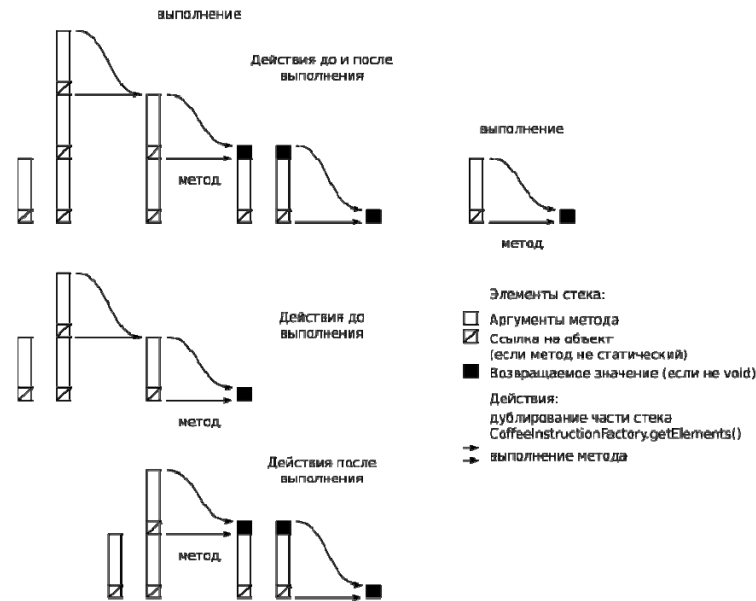 выполнение
Действия до и после
выполнения
метод
выполнение
метод
Действия до
выполнения
метод
Действия после
выполнения
метод
Элементы стека:
Аргументы метода
Ссылка на объект
(если метод не статический)
Возвращаемое значение (если не void)
Действия:
дублирование части стека
CoffeeInstructionFactory.getElements()
выполнение метода